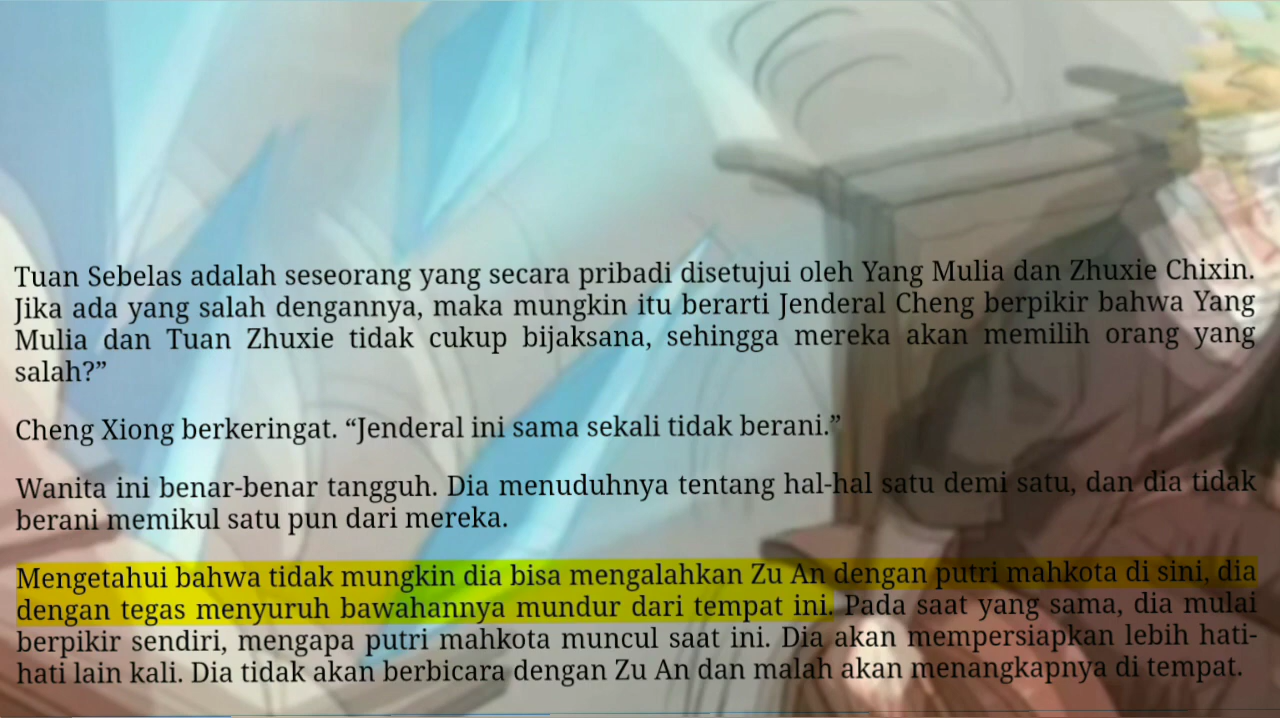 Tuan Sebelas adalah seseorang yang secara pribadi disetujui oleh Yang Mulia dan Zhuxie Chixin.
Jika ada yang salah dengannya, maka mungkin itu berarti Jenderal Cheng berpikir bahwa Yang
Mulia dan Tuan Zhuxie tidak cukup bijaksana, sehingga mereka akan memilih orang yang
salah?”
Cheng Xiong berkeringat. “Jenderal ini sama sekali tidak berani.”
Wanita ini benar-benar tangguh. Dia menuduhnya tentang hal-hal satu demi satu, dan dia tidak
berani memikul satu pun dari mereka.
Mengetahui bahwa tidak mungkin dia bisa mengalahkan Zu An dengan putri mahkota di sini, dia
dengan tegas menyuruh bawahannya mundur dari tempat ini. Pada saat yang sama, dia mulai
berpikir sendiri, mengapa putri mahkota muncul saat ini. Dia akan mempersiapkan lebih hati-
hati lain kali. Dia tidak akan berbicara dengan Zu An dan malah akan menangkapnya di tempat.